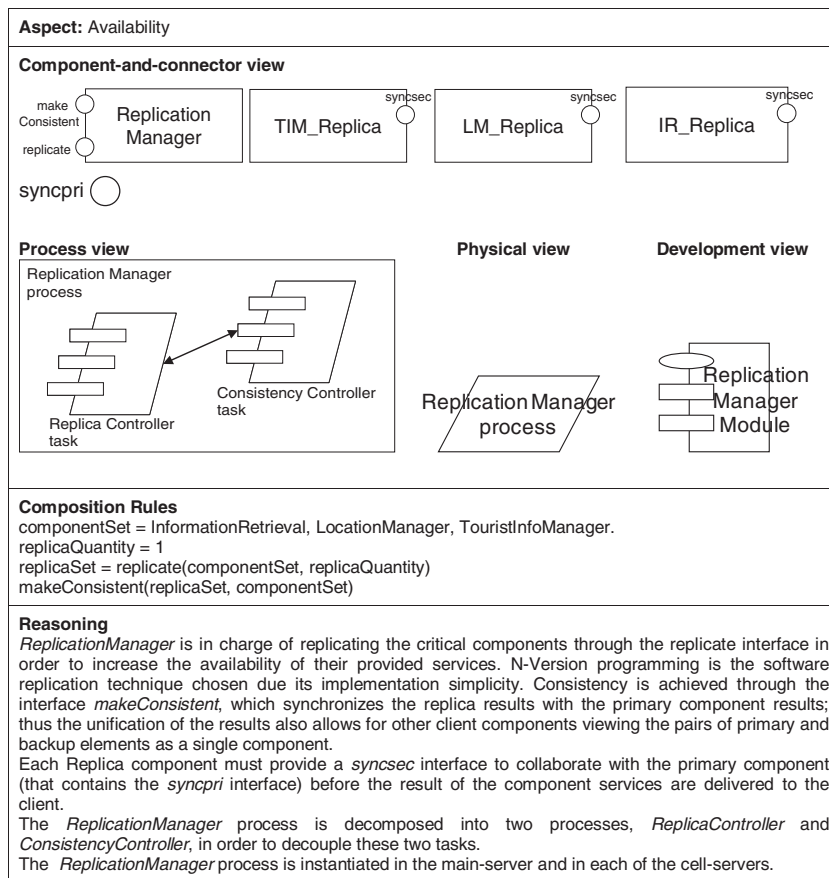 Aspect: Availability
Component-and-connector view
make
Consistent
replicate
Replication
Manager
syncsec
TIM_Replica
syncsec
LM_Replica
syncsec
IR_Replica
syncpri
Process view
Physical view
Development view
Replication Manager
process
Replica Controller
task
Consistency Controller
task
Replication Manager
process
Replication
Manager
Module
Composition Rules
componentSet = InformationRetrieval, LocationManager, TouristInfoManager.
replicaQuantity = 1
replicaSet = replicate(componentSet, replicaQuantity)
makeConsistent(replicaSet, componentSet)
Reasoning
ReplicationManager is in charge of replicating the critical components through the replicate interface in
order to increase the availability of their provided services. N-Version programming is the software
replication technique chosen due its implementation simplicity. Consistency is achieved through the
interface makeConsistent, which synchronizes the replica results with the primary component results;
thus the unification of the results also allows for other client components viewing the pairs of primary and
backup elements as a single component.
Each Replica component must provide a syncsec interface to collaborate with the primary component
(that contains the syncpri interface) before the result of the component services are delivered to the
client.
The ReplicationManager process is decomposed into two processes, ReplicaController and
ConsistencyController, in order to decouple these two tasks.
The ReplicationManager process is instantiated in the main-server and in each of the cell-servers.